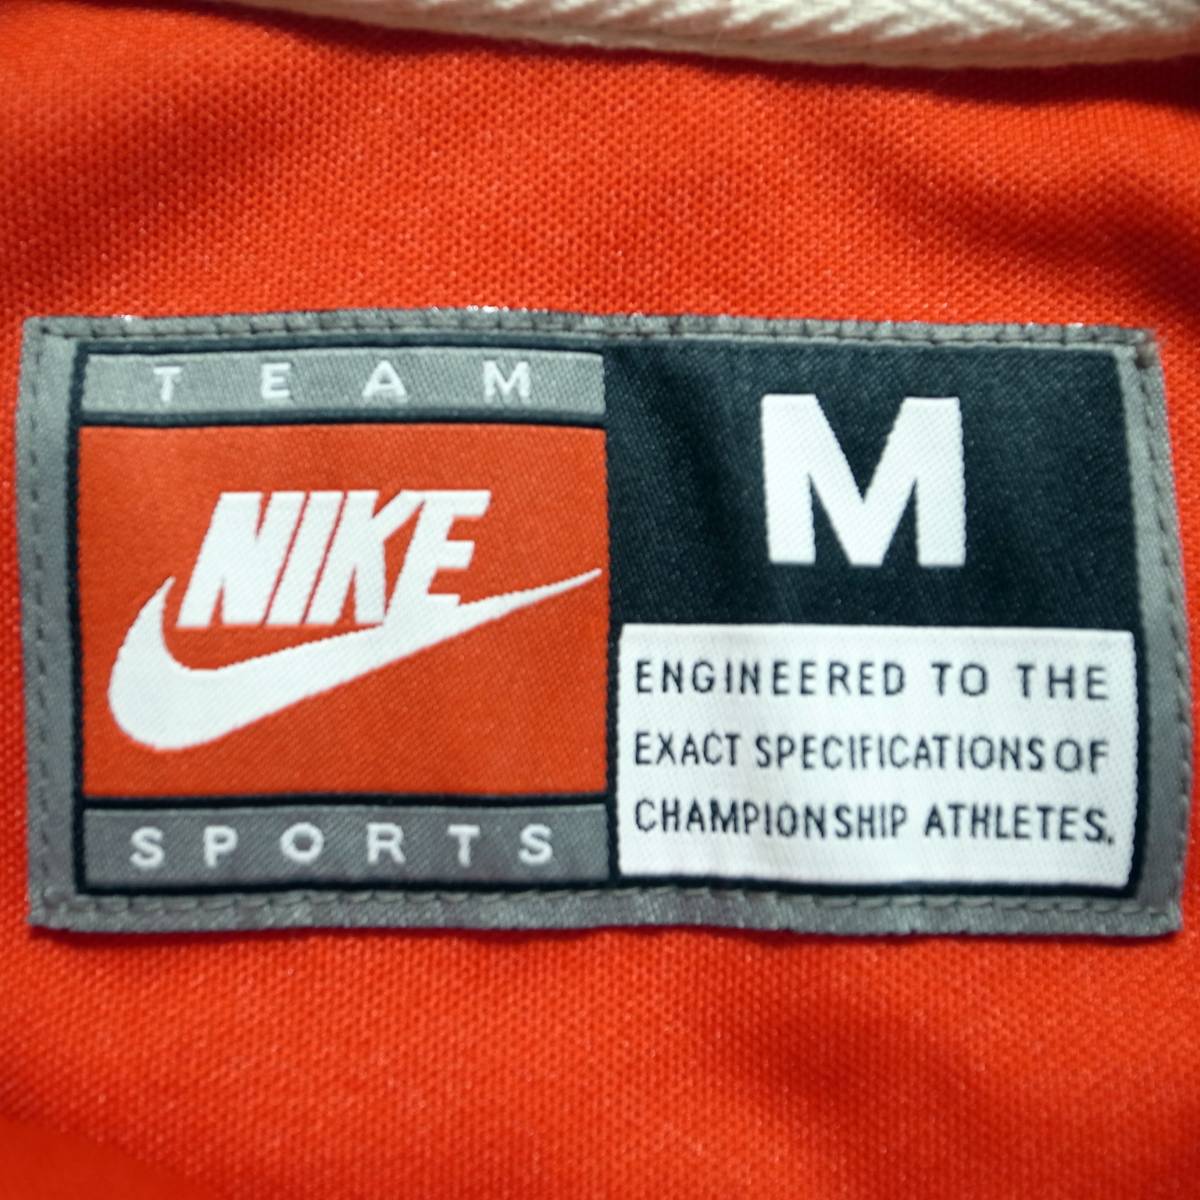 TEAM
NIKE
SPORTS
M
ENGINEERED TO THE
EXACT SPECIFICATIONS OF
CHAMPIONSHIP ATHLETES.